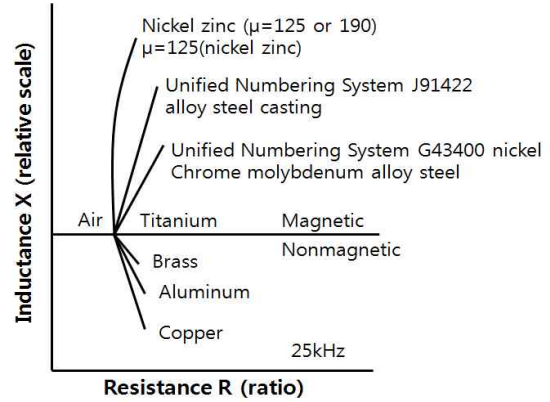 Nickel zinc (μ=125 or 190)
μ=125(nickel zinc)
Unified Numbering System J91422
alloy steel casting
Unified Numbering System G43400 nickel
Chrome molybdenum alloy steel
Air
Titanium
Magnetic
Nonmagnetic
Brass
Aluminum
Copper
25kHz
Inductance X (relative scale)
Resistance R (ratio)